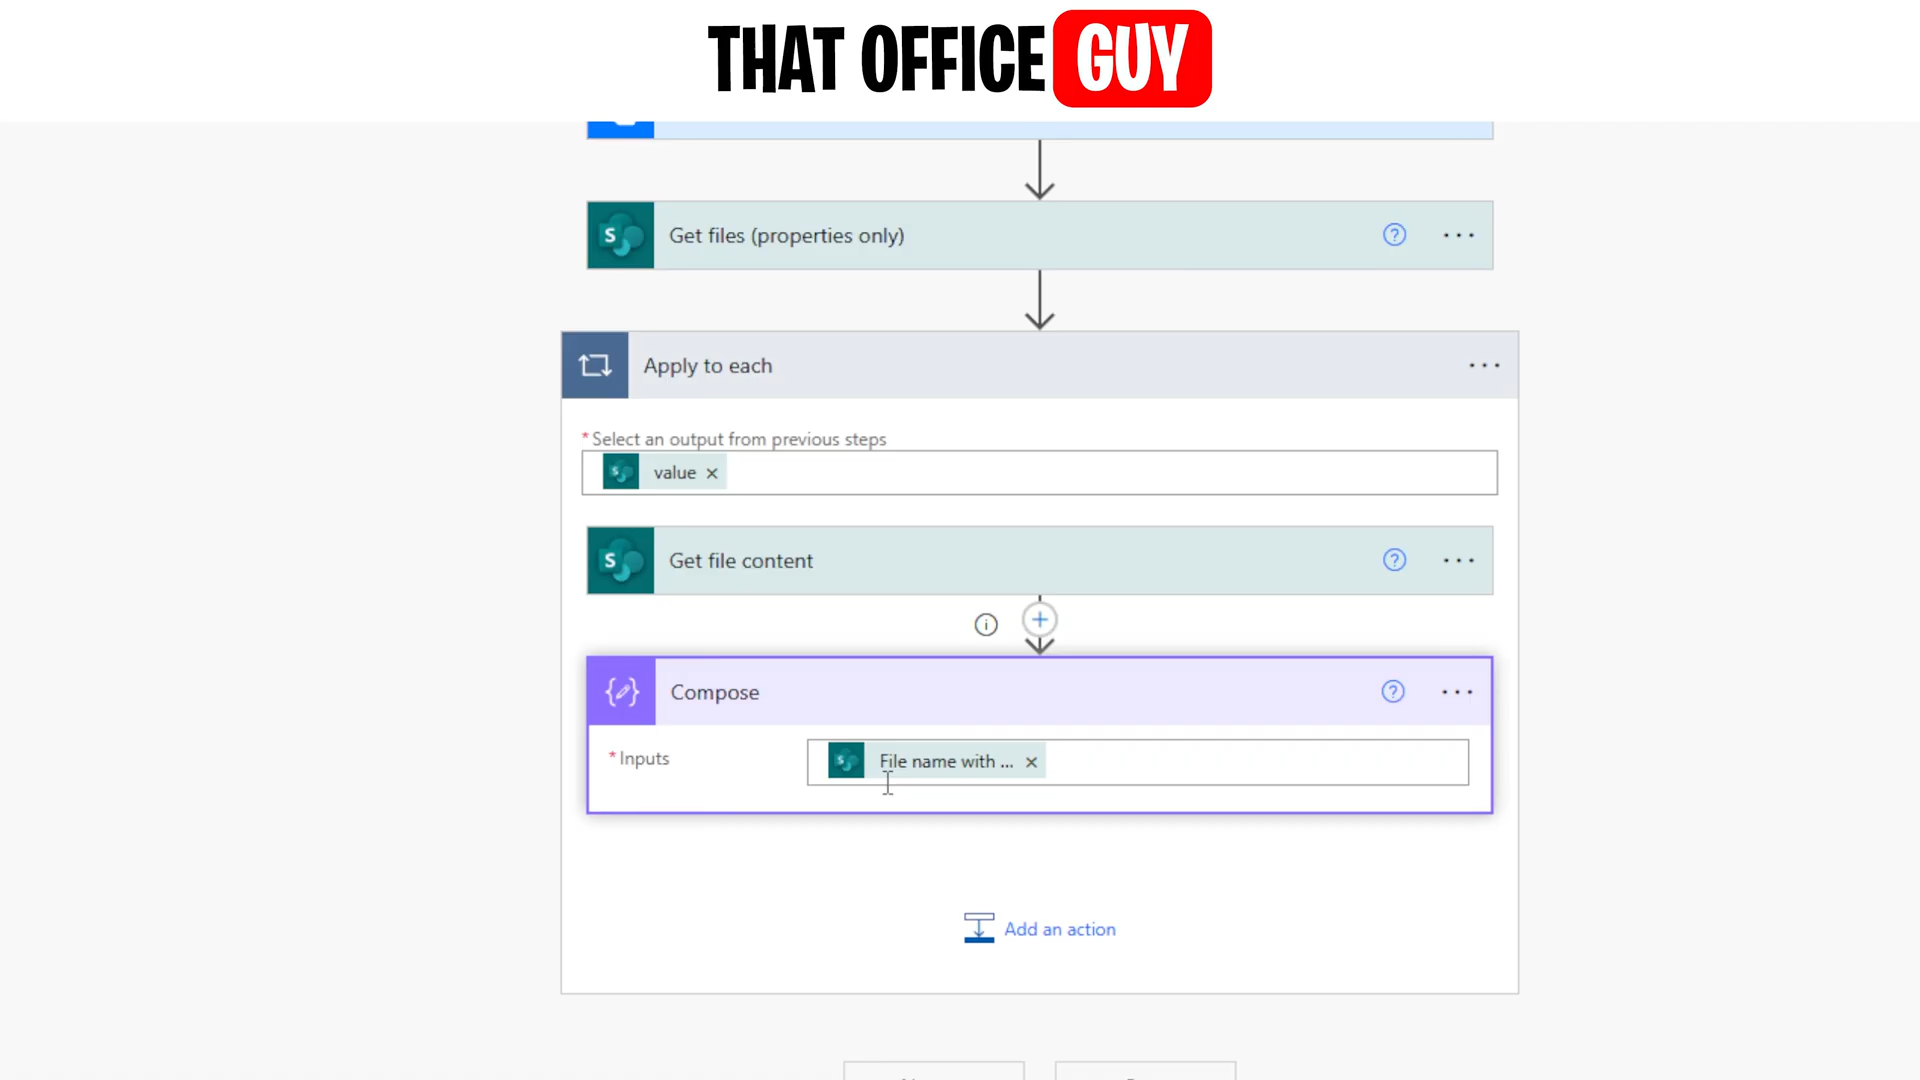 THAT OFFICE GUY
Get files (properties only)
Apply to each
*Select an output from previous steps
value
Get file content
Compose
*Inputs
File name with ...
Add an action